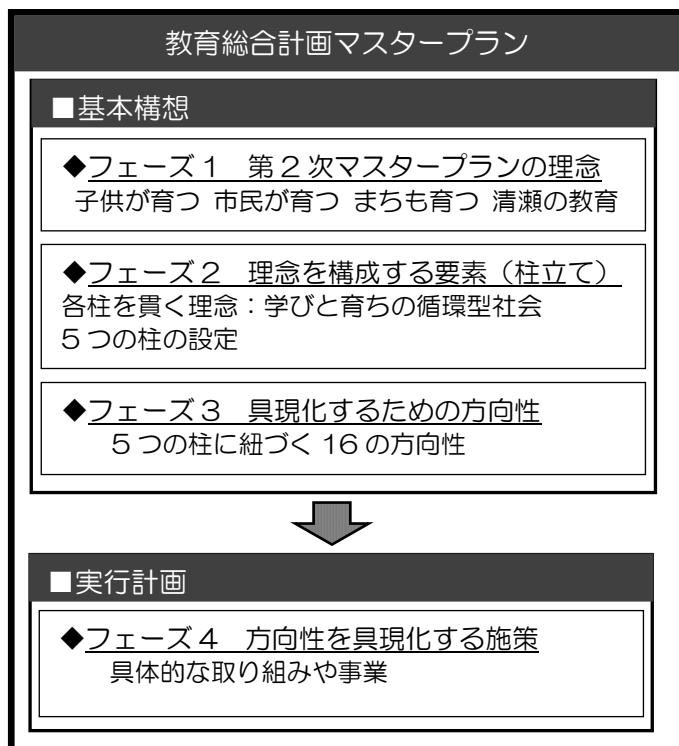 教育総合計画マスタープラン
■基本構想
◆フェーズ1 第2次マスタープランの理念
子供が育つ 市民が育つ まちも育つ 清瀬の教育
◆フェーズ2 理念を構成する要素（柱立て）
各柱を貫く理念：学びと育ちの循環型社会
5つの柱の設定
◆フェーズ3 具現化するための方向性
5つの柱に紐づく16の方向性
■実行計画
◆フェーズ4 方向性を具現化する施策
具体的な取り組みや事業